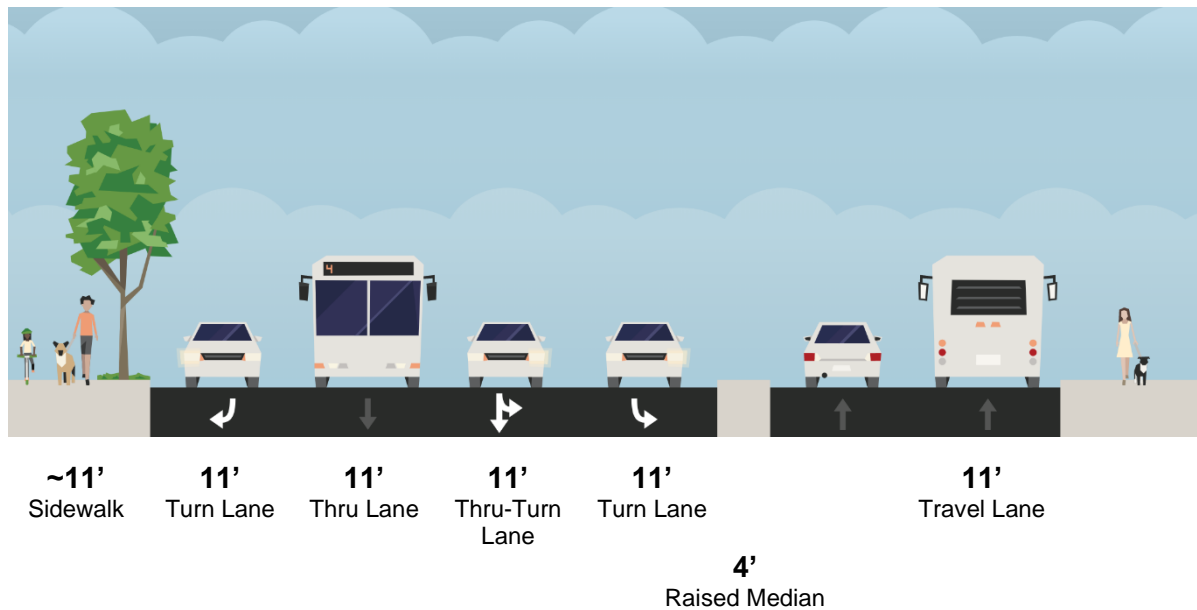 4
~11’ 11’ 11’ 11’ 11’ 11’
Sidewalk Turn Lane Thru Lane Thru-Turn Turn Lane Travel Lane
Lane
4’
Raised Median